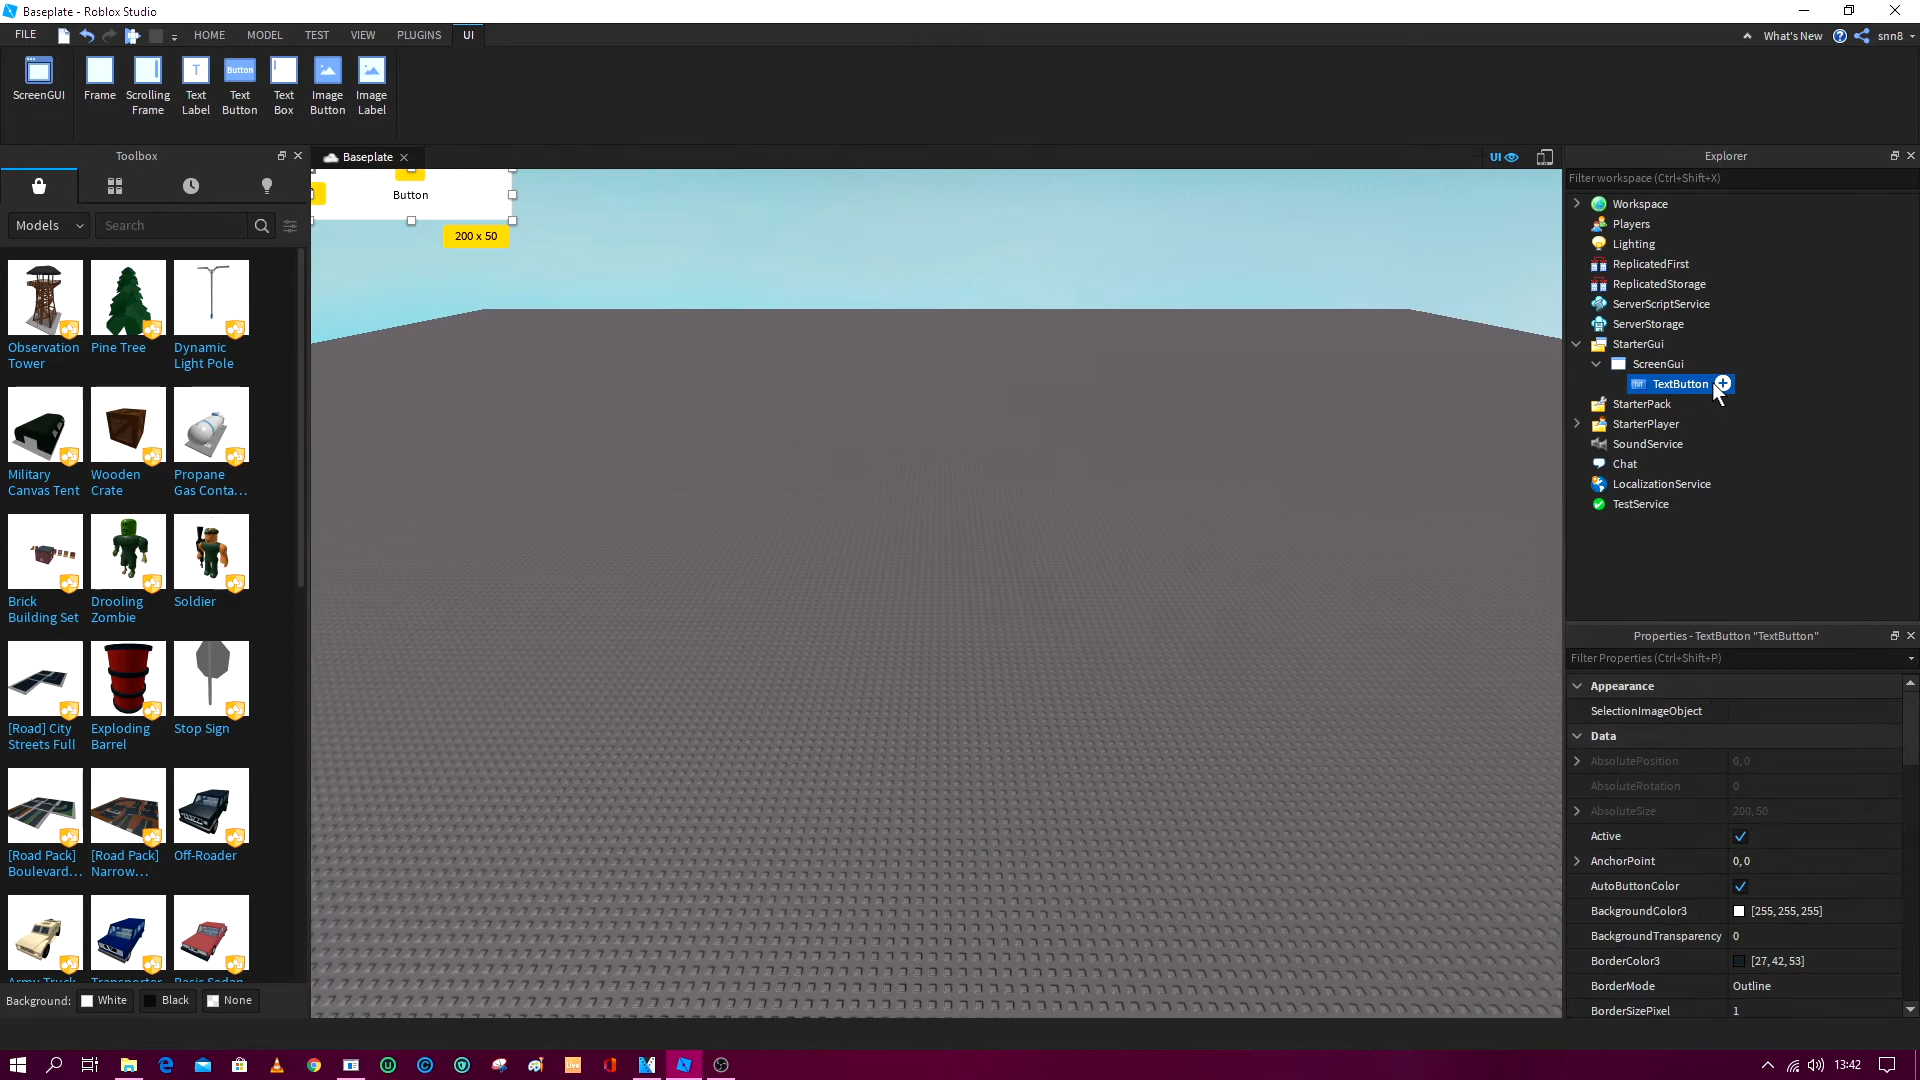 Baseplate - Roblox Studio
FILE
HOME
MODEL
TEST
VIEW
PLUGINS
UI
What's New
snn8
ScreenGUI
Frame
Scrolling
Frame
Text
Label
Button
Text
Button
Text
Box
Image
Button
Image
Label
Toolbox
Models
Search
Observation
Tower
Pine Tree
Dynamic
Light Pole
Military
Canvas Tent
Wooden
Crate
Propane
Gas Conta...
Brick
Building Set
Drooling
Zombie
Soldier
[Road] City
Streets Full
Exploding
Barrel
Stop Sign
[Road Pack]
Boulevard...
[Road Pack]
Narrow...
Off-Roader
Army Truck
Transporter
Basic Sedan
Background:
White
Black
None
Baseplate
UI
Button
200 x 50
Explorer
Filter workspace (Ctrl+Shift+X)
Workspace
Players
Lighting
ReplicatedFirst
ReplicatedStorage
ServerScriptService
ServerStorage
StarterGui
ScreenGui
TextButton
StarterPack
StarterPlayer
SoundService
Chat
LocalizationService
TestService
Properties - TextButton "TextButton"
Filter Properties (Ctrl+Shift+P)
Appearance
SelectionImageObject
Data
AbsolutePosition 0, 0
AbsoluteRotation 0
AbsoluteSize 200, 50
Active
AnchorPoint 0, 0
AutoButtonColor
BackgroundColor3 [255, 255, 255]
BackgroundTransparency 0
BorderColor3 [27, 42, 53]
BorderMode Outline
BorderSizePixel 1
13:42